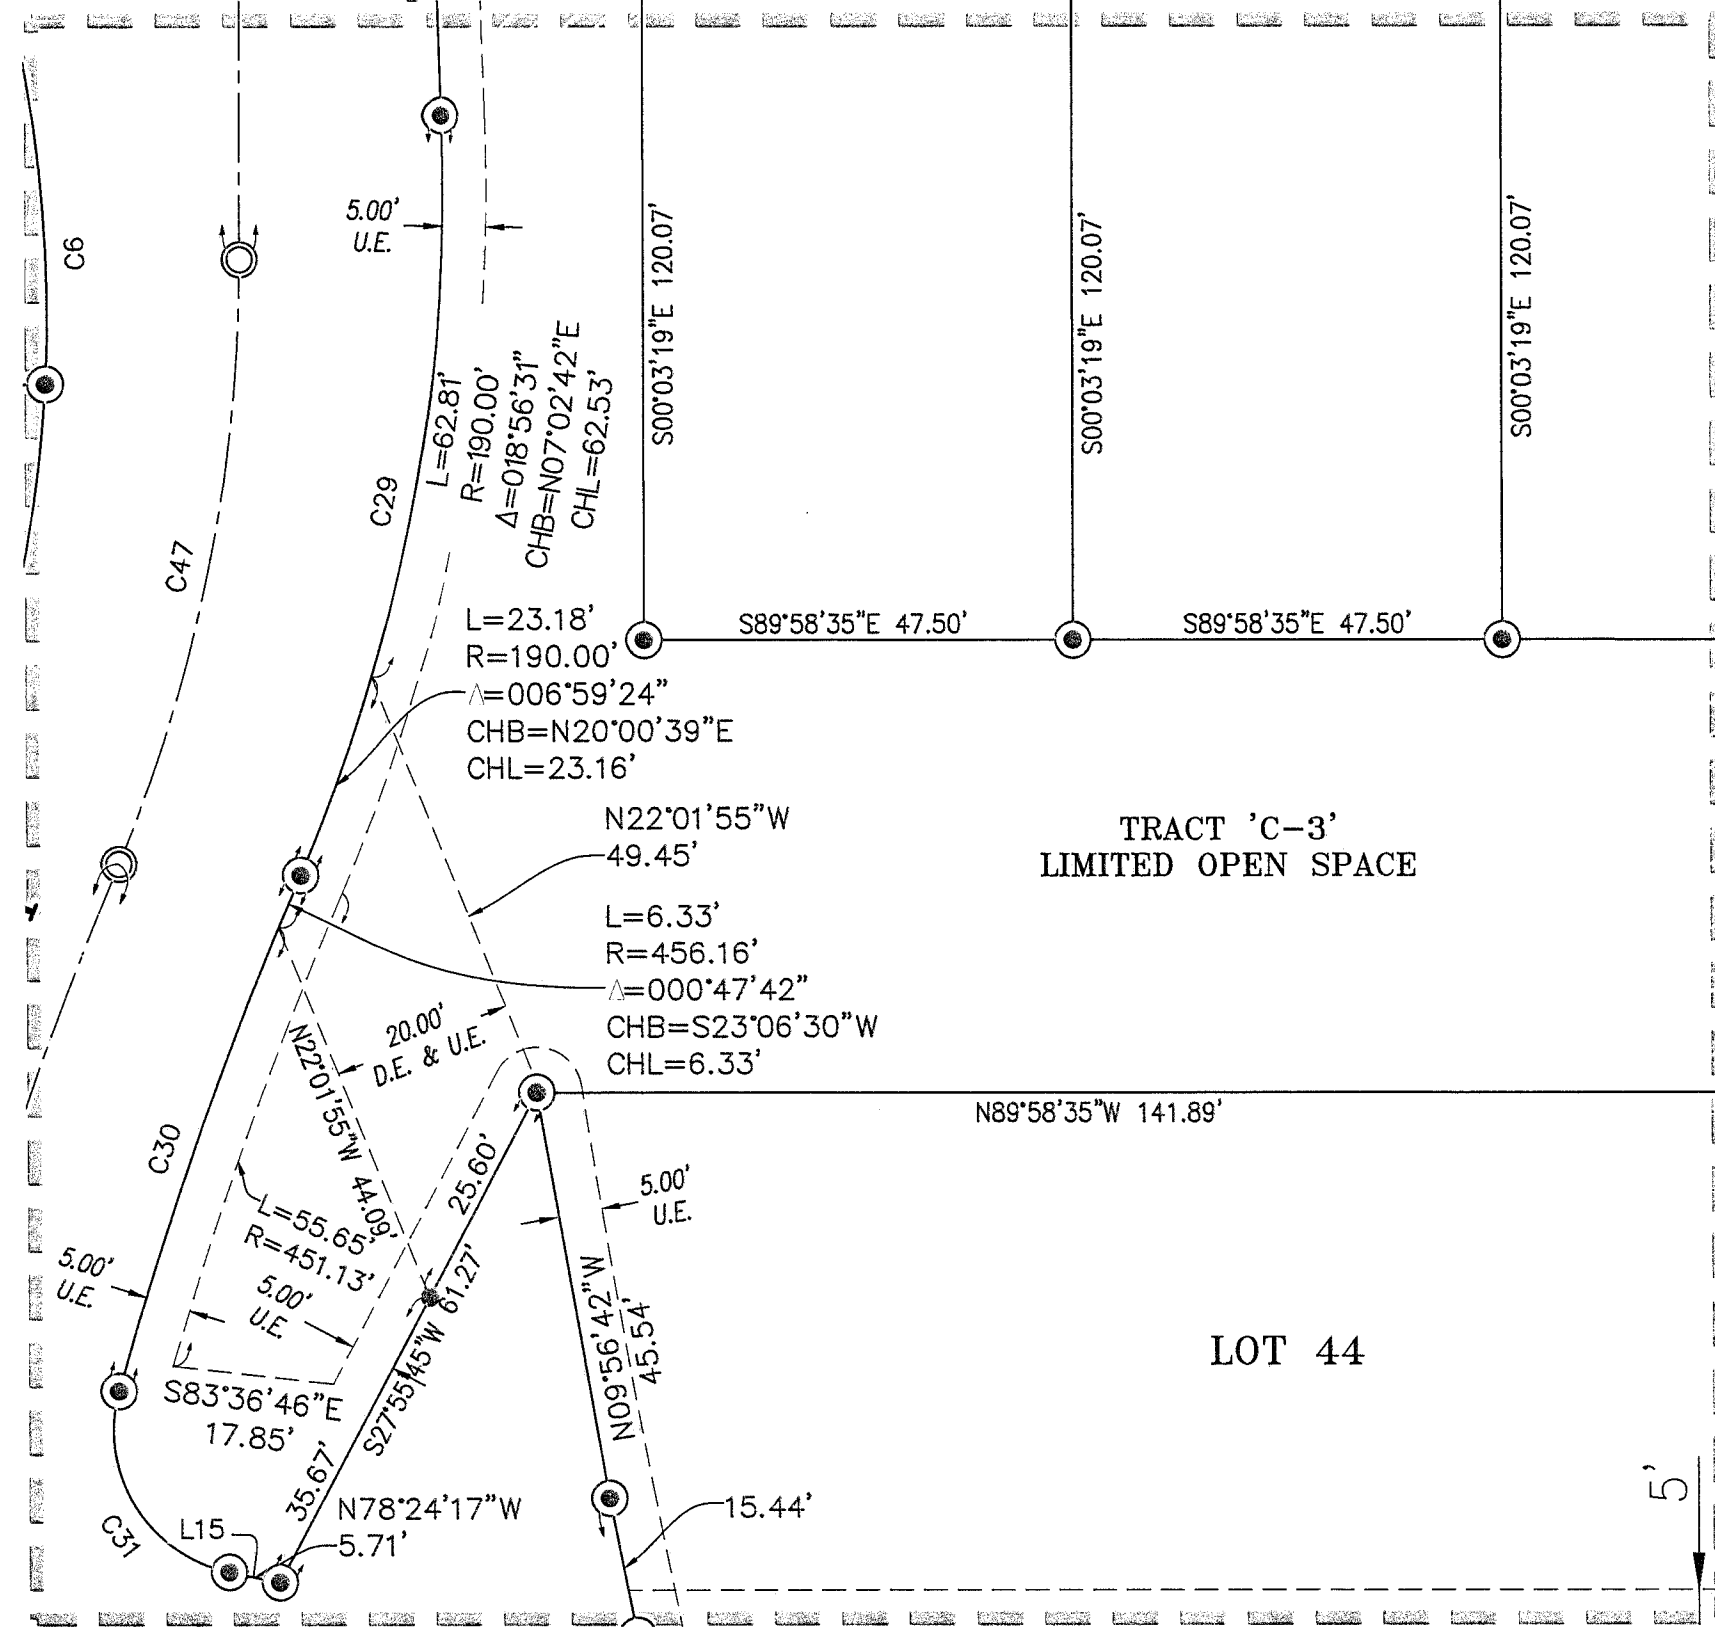 5.00'
U.E.
C6
S00°03'19"E 120.07'
S00°03'19"E 120.07'
S00°03'19"E 120.07'
L=62.81'
R=190.00'
Δ=018°56'31"
CHB=N07°02'42"E
CHL=62.53'
C29
C47
L=23.18'
R=190.00'
Δ=006°59'24"
CHB=N20°00'39"E
CHL=23.16'
S89°58'35"E 47.50'
S89°58'35"E 47.50'
N22°01'55"W
49.45'
TRACT 'C-3'
LIMITED OPEN SPACE
L=6.33'
R=456.16'
Δ=000°47'42"
CHB=S23°06'30"W
CHL=6.33'
20.00'
D.E. & U.E.
N22°01'55"W 44.09'
N89°58'35"W 141.89'
C30
25.60'
5.00'
U.E.
L=55.65'
R=451.13'
5.00'
U.E.
5.00'
U.E.
S27°55'45"W 61.27'
N09°56'42"W
45.54'
LOT 44
S83°36'46"E
17.85'
35.67'
N78°24'17"W
5.71'
L15
C31
15.44'
5'